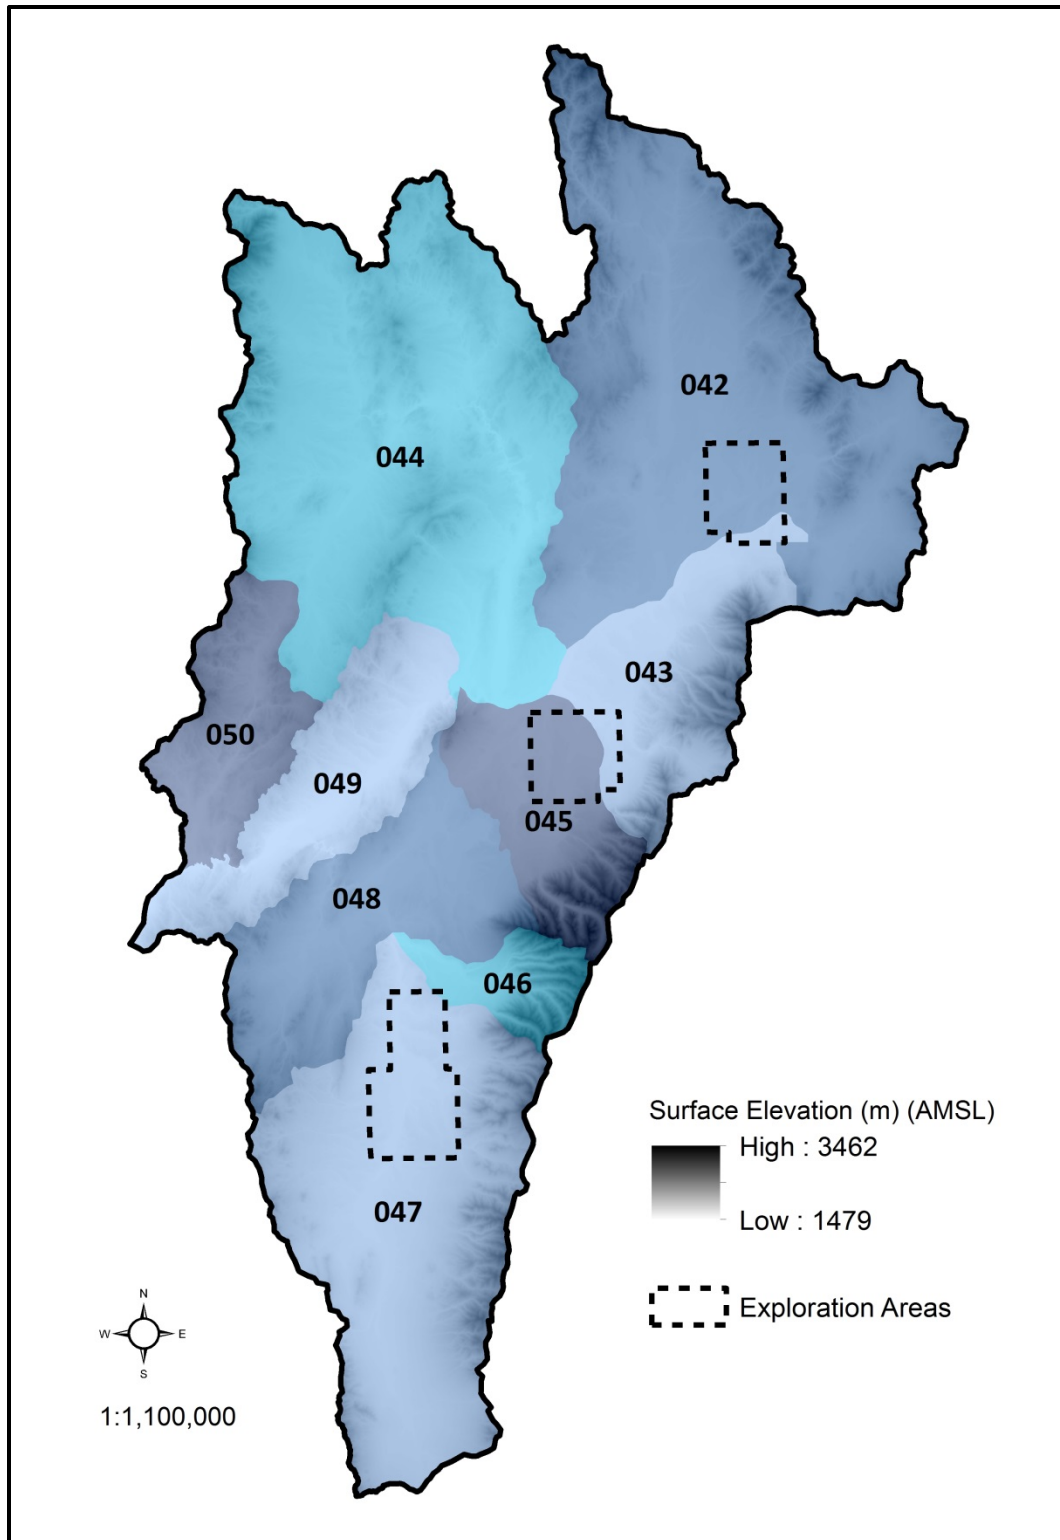 042
044
043
050
049
045
048
046
Surface Elevation (m) (AMSL)
High : 3462
Low : 1479
047
Exploration Areas
N
W E
S
1:1,100,000